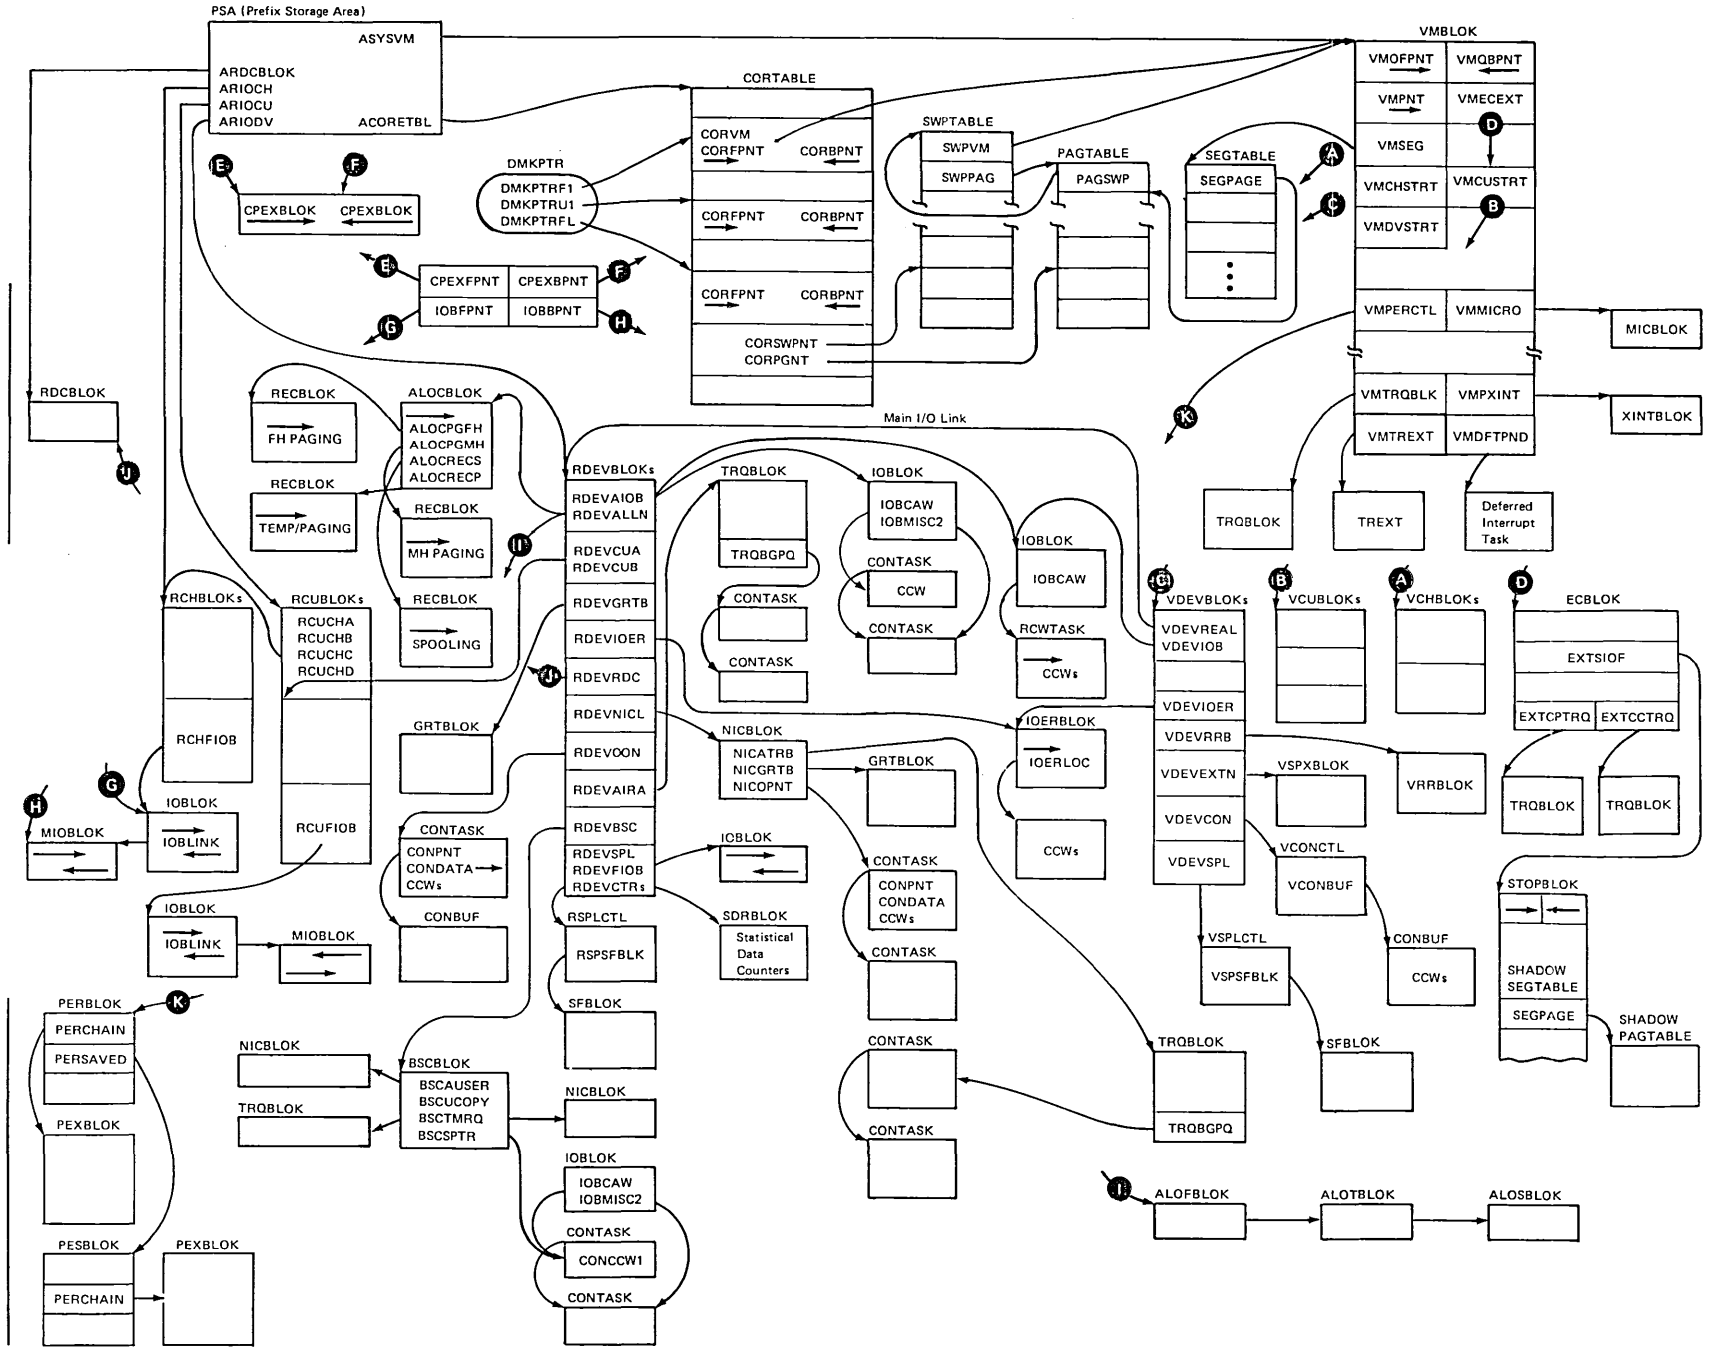 PSA (Prefix Storage Area)
ASYSVM
ARDCBLOK
ARIOCH
ARIOCU
ARIODV
ACORETBL
E
F
CPEXBLOK
CPEXBLOK
DMKPTR
DMKPTRF1
DMKPTRU1
DMKPTRFL
E
CPEXFPNT
CPEXBPNT
F
IOBFPNT
IOBBPNT
G
H
CORTABLE
CORVM
CORFPNT
CORBPNT
CORFPNT
CORBPNT
CORFPNT
CORBPNT
CORSWPNT
CORPGNT
SWPTABLE
SWPVM
SWPPAG
PAGTABLE
PAGSWP
SEGTABLE
SEGPAGE
A
C
VMBLOK
VMOFPNT
VMQBPNT
VMPNT
VMECEXT
D
VMSEG
VMCHSTRT
VMCUSTRT
B
VMDVSTRT
VMPERCTL
VMMICRO
VMTRQBLK
VMPXINT
VMTREXT
VMDFTPND
MICBLOK
XINTBLOK
K
TRQBLOK
TREXT
Deferred
Interrupt
Task
RDCBLOK
J
RECBLOK
FH PAGING
ALOCBLOK
ALOCPGFH
ALOCPGMH
ALOCRECS
ALOCRECP
RECBLOK
TEMP/PAGING
RECBLOK
MH PAGING
RECBLOK
SPOOLING
I
Main I/O Link
RDEVBLOKs
RDEVAIOB
RDEVALLN
RDEVCUA
RDEVCUB
RDEVGRTB
RDEVIOER
RDEVRDC
RDEVNICL
RDEVOON
RDEVAIRA
RDEVBSC
RDEVSPL
RDEVFIOB
RDEVCTRs
J
TRQBLOK
TRQBGPQ
CONTASK
CONTASK
IOBLOK
IOBCAW
IOBMISC2
CONTASK
CCW
CONTASK
IOBLOK
IOBCAW
RCWTASK
CCWs
IOERBLOK
IOERLOC
CCWs
RCHBLOKs
RCHFIOB
RCUBLOKs
RCUCHA
RCUCHB
RCUCHC
RCUCHD
RCUFIOB
GRTBLOK
G
H
MIOBLOK
IOBLOK
IOBLINK
IOBLOK
IOBLINK
MIOBLOK
CONTASK
CONPNT
CONDATA
CCWs
CONBUF
NICBLOK
NICATRB
NICGRTB
NICOPNT
GRTBLOK
IOBLOK
SDRBLOK
Statistical
Data
Counters
CONTASK
CONPNT
CONDATA
CCWs
CONTASK
CONTASK
CONTASK
RSPLCTL
RSPSFBLK
SFBLOK
C
VDEVBLOKs
VDEVREAL
VDEVIOB
VDEVIOER
VDEVRRB
VDEVEXTN
VDEVCON
VDEVSPL
B
VCUBLOKs
A
VCHBLOKs
D
ECBLOK
EXTSIOF
EXTCPTRQ
EXTCCTRQ
VSPXBLOK
VRRBLOK
TRQBLOK
TRQBLOK
VCONCTL
VCONBUF
CONBUF
CCWs
VSPLCTL
VSPSFBLK
SFBLOK
STOPBLOK
SHADOW
SEGTABLE
SEGPAGE
SHADOW
PAGTABLE
TRQBLOK
TRQBGPQ
PERBLOK
K
PERCHAIN
PERSAVED
PEXBLOK
PESBLOK
PERCHAIN
PEXBLOK
NICBLOK
TRQBLOK
BSCBLOK
BSCAUSER
BSCUCOPY
BSCTMRQ
BSCSPTR
NICBLOK
IOBLOK
IOBCAW
IOBMISC2
CONTASK
CONCCW1
CONTASK
I
ALOFBLOK
ALOTBLOK
ALOSBLOK